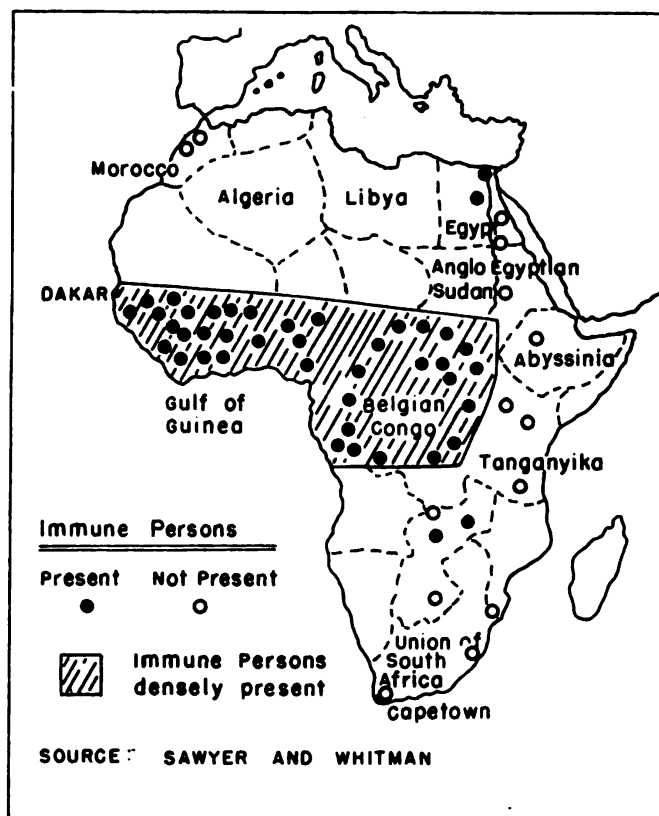 Morocco
Algeria
Libya
Egypt
Anglo Egyptian
Sudan
DAKAR
Abyssinia
Gulf of
Guinea
Belgian
Congo
Tanganyika
Immune Persons
Present Not Present
Immune Persons
densely present
Union of
South
Africa
Capetown
SOURCE: SAWYER AND WHITMAN